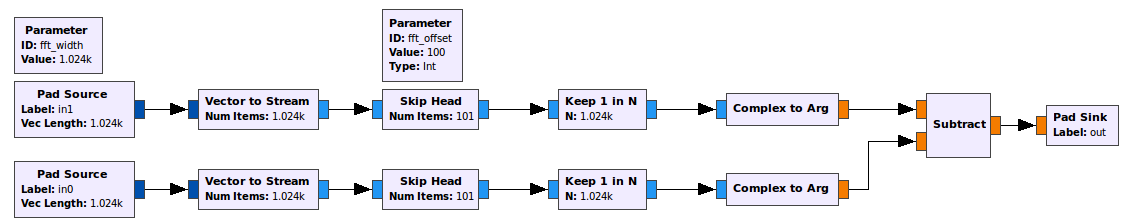 Parameter
ID: fft_width
Value: 1.024k
Parameter
ID: fft_offset
Value: 100
Type: Int
Pad Source
Label: in1
Vec Length: 1.024k
Vector to Stream
Num Items: 1.024k
Skip Head
Num Items: 101
Keep 1 in N
N: 1.024k
Complex to Arg
Subtract
Pad Sink
Label: out
Pad Source
Label: in0
Vec Length: 1.024k
Vector to Stream
Num Items: 1.024k
Skip Head
Num Items: 101
Keep 1 in N
N: 1.024k
Complex to Arg